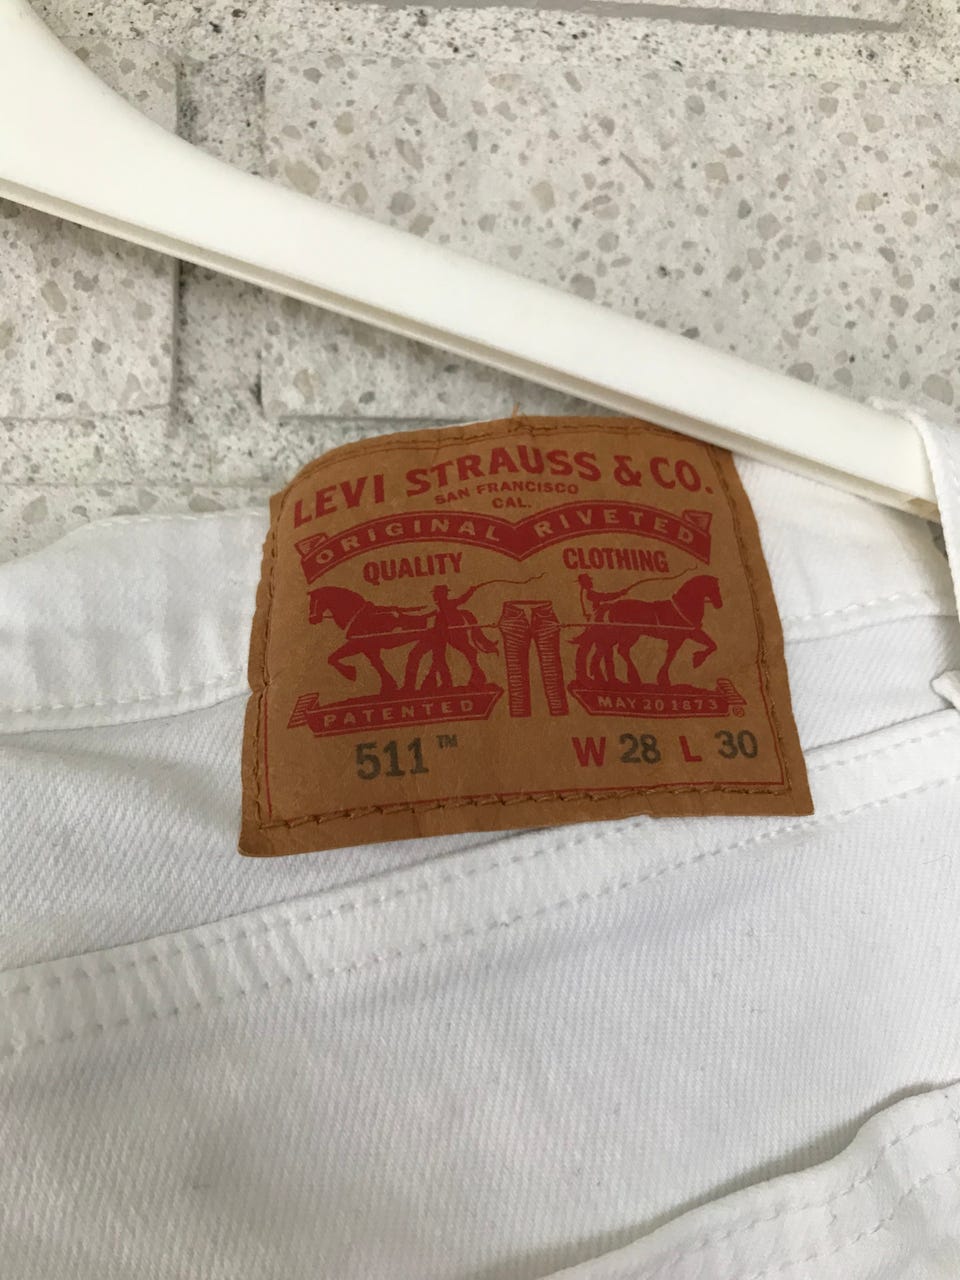 LEVI STRAUSS & CO.
SAN FRANCISCO
CAL.
ORIGINAL RIVETED
QUALITY CLOTHING
PATENTED MAY 20 1873 ®
511™ W 28 L 30